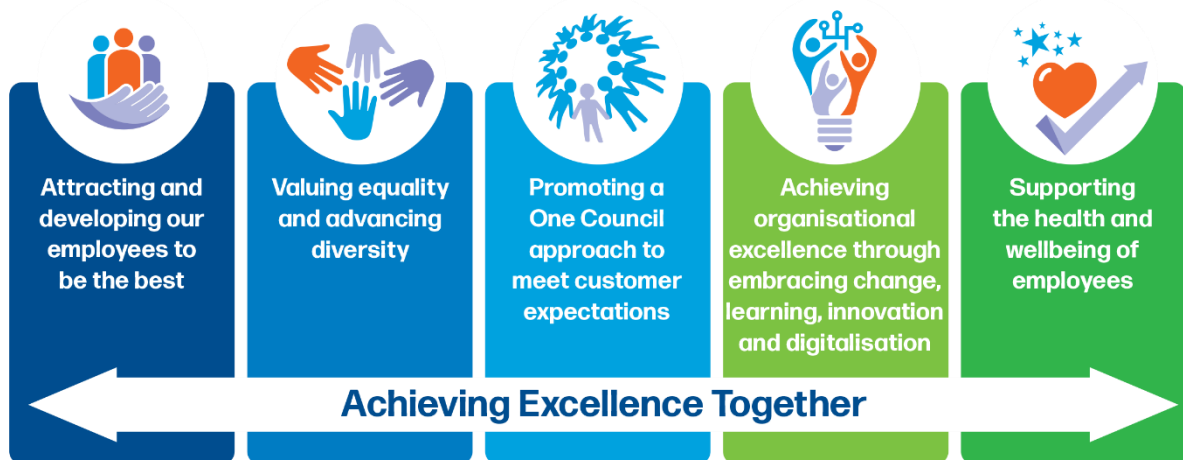 Attracting and
developing our
employees to
be the best
Valuing equality
and advancing
diversity
Promoting a
One Council
approach to
meet customer
expectations
Achieving
organisational
excellence through
embracing change,
learning, innovation
and digitalisation
Supporting
the health and
wellbeing of
employees
Achieving Excellence Together